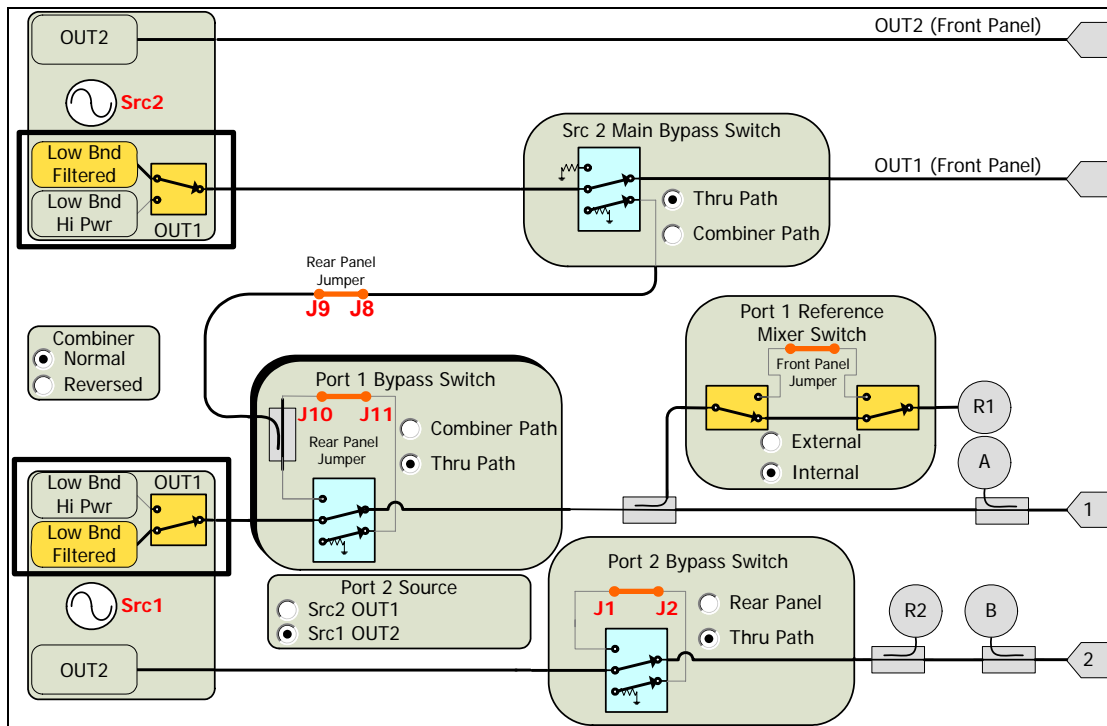 OUT2
OUT2 (Front Panel)
Src2
Low Bnd
Filtered
Low Bnd
Hi Pwr
OUT1
Src 2 Main Bypass Switch
Thru Path
Combiner Path
OUT1 (Front Panel)
Rear Panel
Jumper
J9
J8
Combiner
Normal
Reversed
Port 1 Bypass Switch
J10
J11
Rear Panel
Jumper
Combiner Path
Thru Path
Port 1 Reference
Mixer Switch
Front Panel
Jumper
External
Internal
R1
A
1
Low Bnd
Hi Pwr
OUT1
Low Bnd
Filtered
Src1
OUT2
Port 2 Source
Src2 OUT1
Src1 OUT2
Port 2 Bypass Switch
J1
J2
Rear Panel
Thru Path
R2
B
2